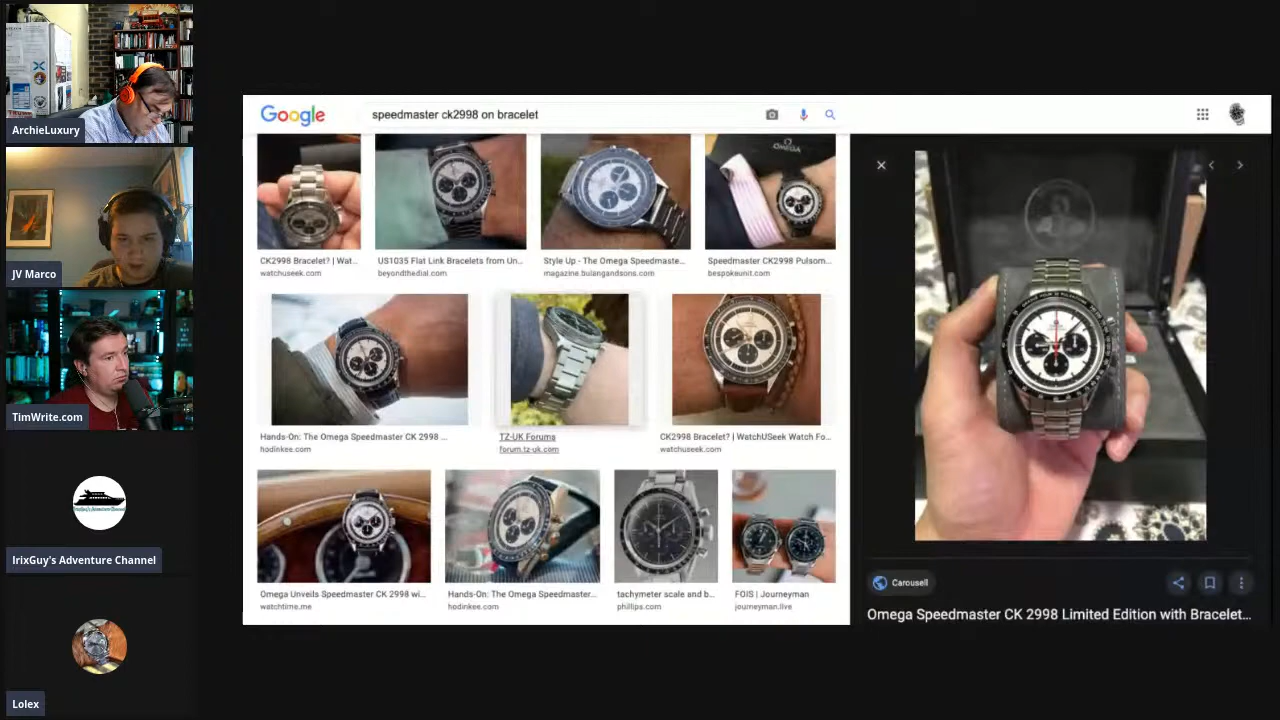 ArchieLuxury
JV Marco
TimWrite.com
IrixGuy's Adventure Channel
Lolex
Google
speedmaster ck2998 on bracelet
OMEGA
CK2998 Bracelet? | Wat...
watchuseek.com
US1035 Flat Link Bracelets from Un...
beyondthedial.com
Style Up - The Omega Speedmaste...
magazine.bulangandsons.com
Speedmaster CK2998 Pulsom...
bespokeunit.com
Hands-On: The Omega Speedmaster CK 2998 ...
hodinkee.com
TZ-UK Forums
forum.tz-uk.com
CK2998 Bracelet? | WatchUSeek Watch Fo...
watchuseek.com
Omega Unveils Speedmaster CK 2998 wi...
watchtime.me
Hands-On: The Omega Speedmaster...
hodinkee.com
tachymeter scale and b...
phillips.com
FOIS | Journeyman
journeyman.live
Carousell
Omega Speedmaster CK 2998 Limited Edition with Bracelet...